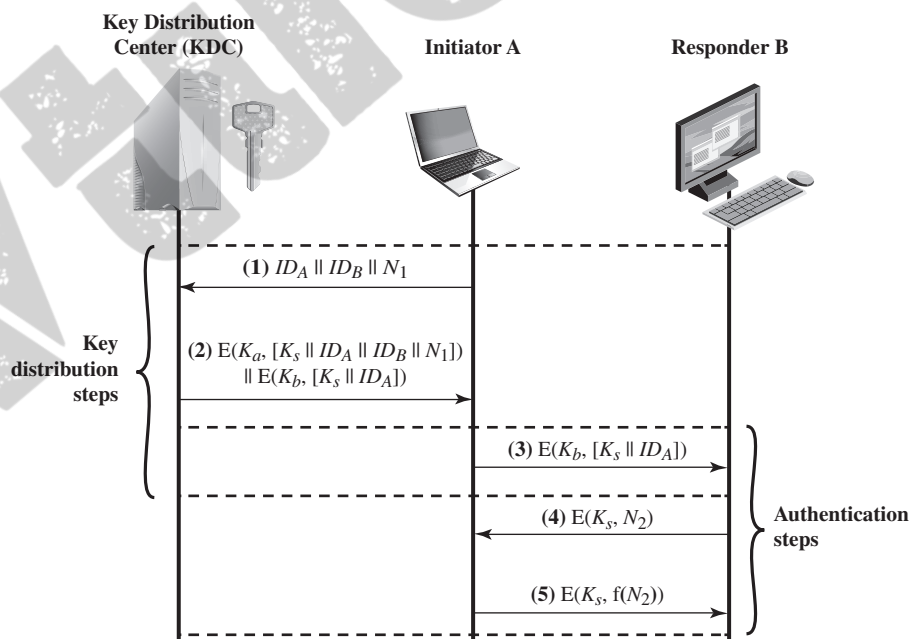 Key Distribution
Center (KDC)
Initiator A
Responder B
(1) ID_A || ID_B || N_1
Key
distribution
steps
(2) E(K_a, [K_s || ID_A || ID_B || N_1])
|| E(K_b, [K_s || ID_A])
(3) E(K_b, [K_s || ID_A])
(4) E(K_s, N_2)
Authentication
steps
(5) E(K_s, f(N_2))